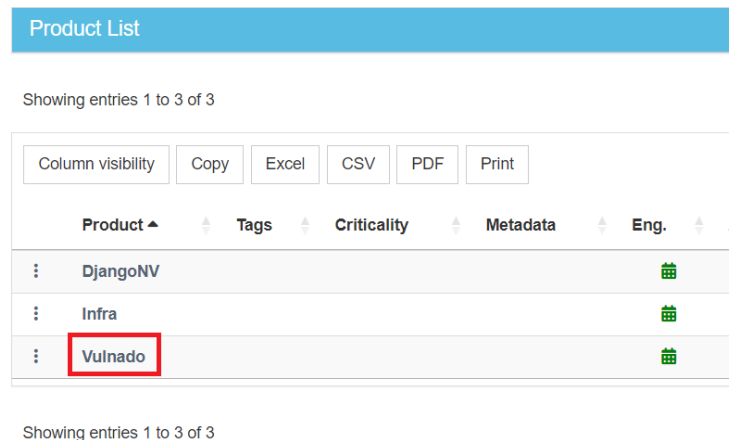 Product List
Showing entries 1 to 3 of 3
Column visibility Copy Excel CSV PDF Print
Product Tags Criticality Metadata Eng.
DjangoNV
Infra
Vulnado
Showing entries 1 to 3 of 3